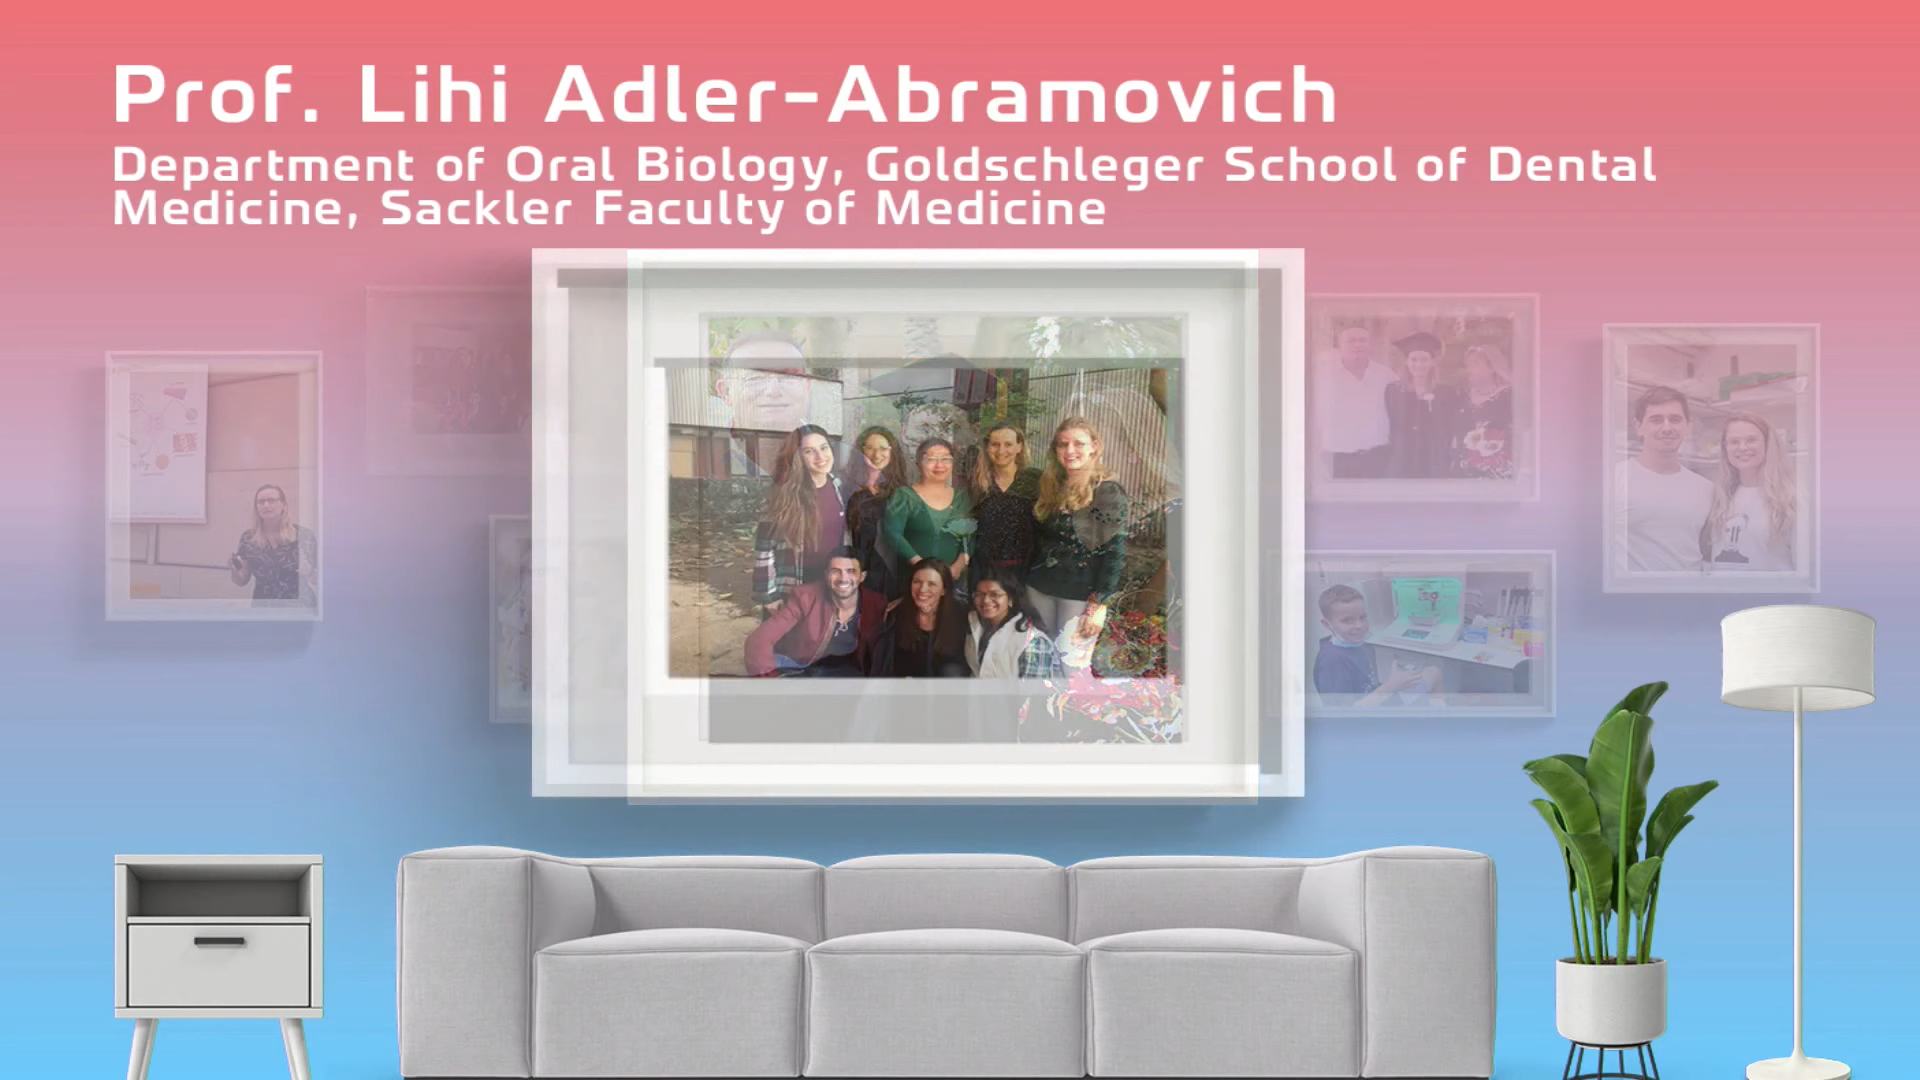 Prof. Lihi Adler-Abramovich
Department of Oral Biology, Goldschleger School of Dental
Medicine, Sackler Faculty of Medicine